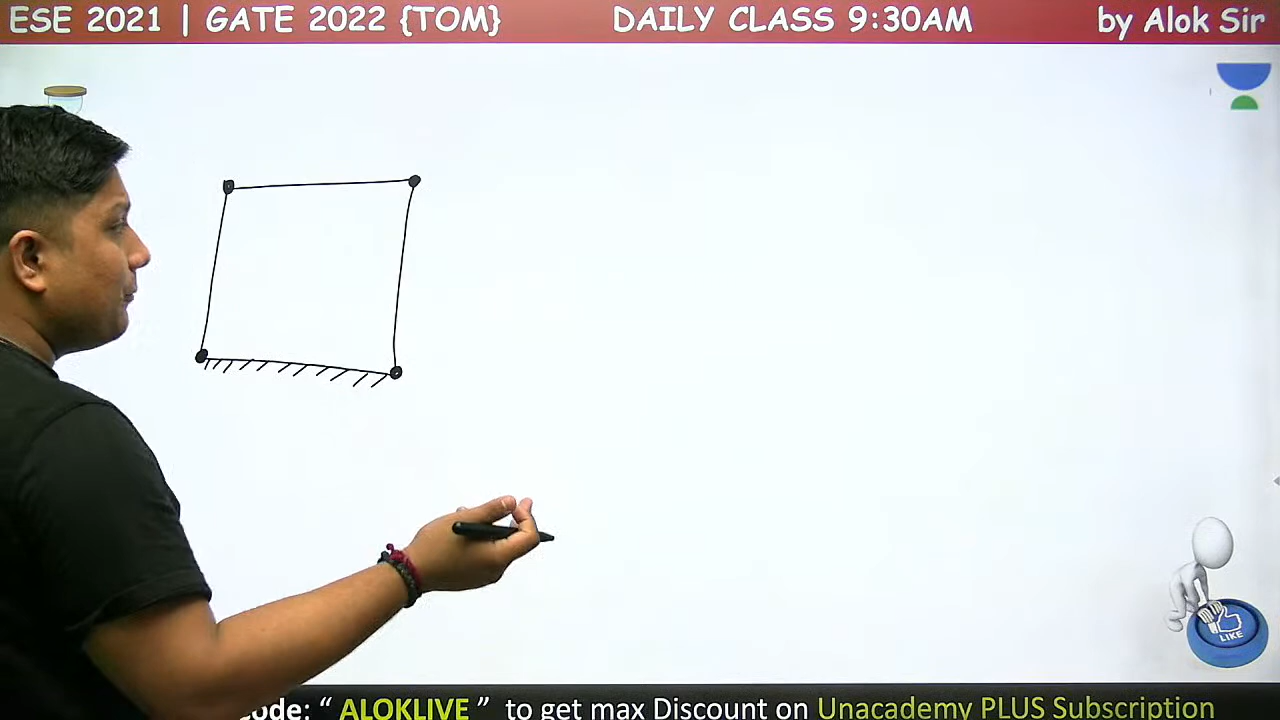 ESE 2021 | GATE 2022 {TOM} DAILY CLASS 9:30AM by Alok Sir
LIKE
Code: “ ALOKLIVE ” to get max Discount on Unacademy PLUS Subscription